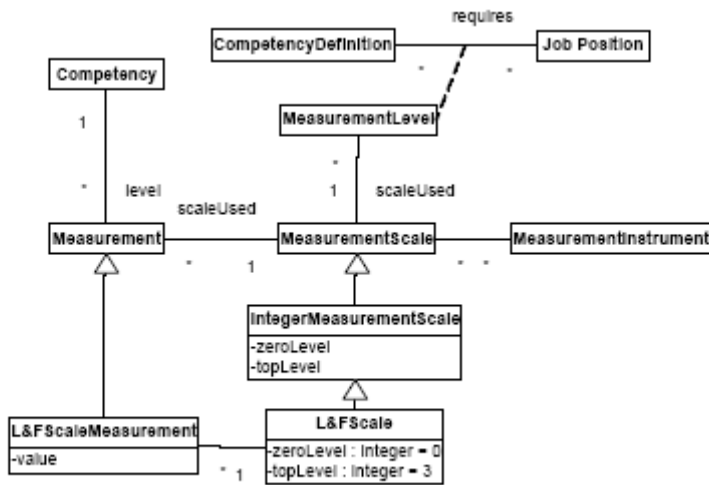 requires
CompetencyDefinition
Job Position
*
*
Competency
1
MeasurementLevel
*
*
level
1
scaleUsed
scaleUsed
Measurement
MeasurementScale
MeasurementInstrument
*
1
*
*
IntegerMeasurementScale
-zeroLevel
-topLevel
L&FScaleMeasurement
-value
L&FScale
-zeroLevel : Integer = 0
-topLevel : Integer = 3
*
1